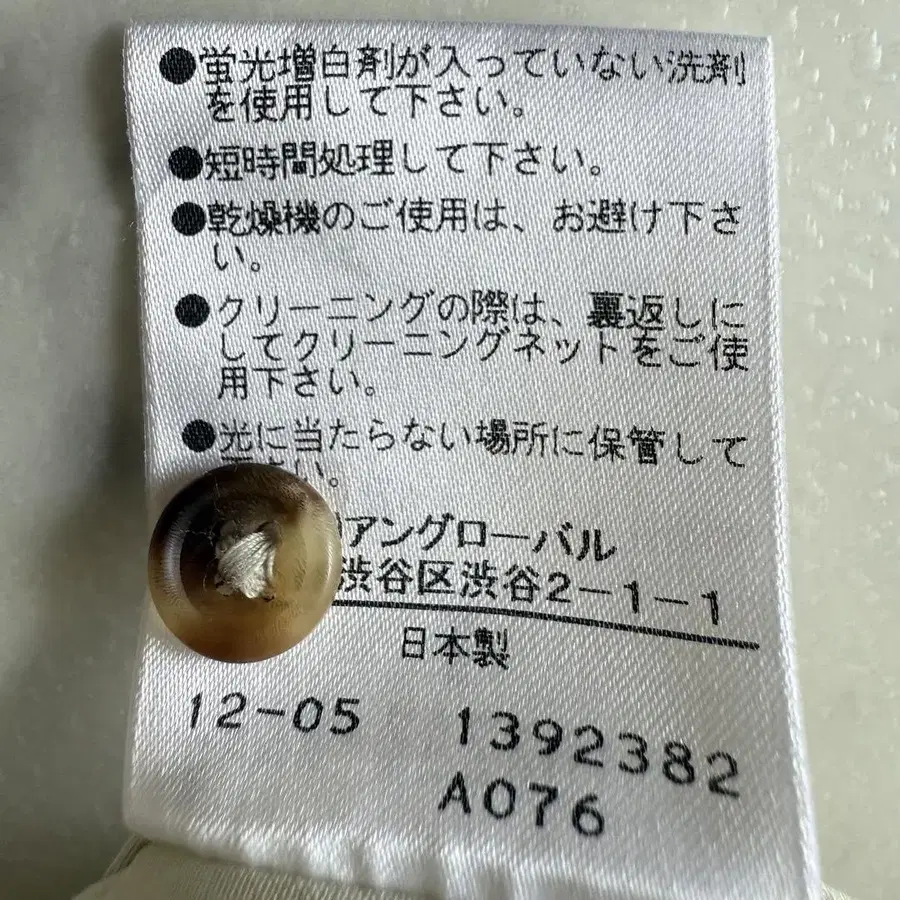 ●蛍光増白剤が入っていない洗剤
を使用して下さい。
●短時間処理して下さい。
●乾燥機のご使用は、お避け下さ
い。
●クリーニングの際は、裏返しに
してクリーニングネットをご使
用下さい。
●光に当たらない場所に保管して
さい。
アングローバル
渋谷区渋谷2-1-1
日本製
12-05 1392382
A076